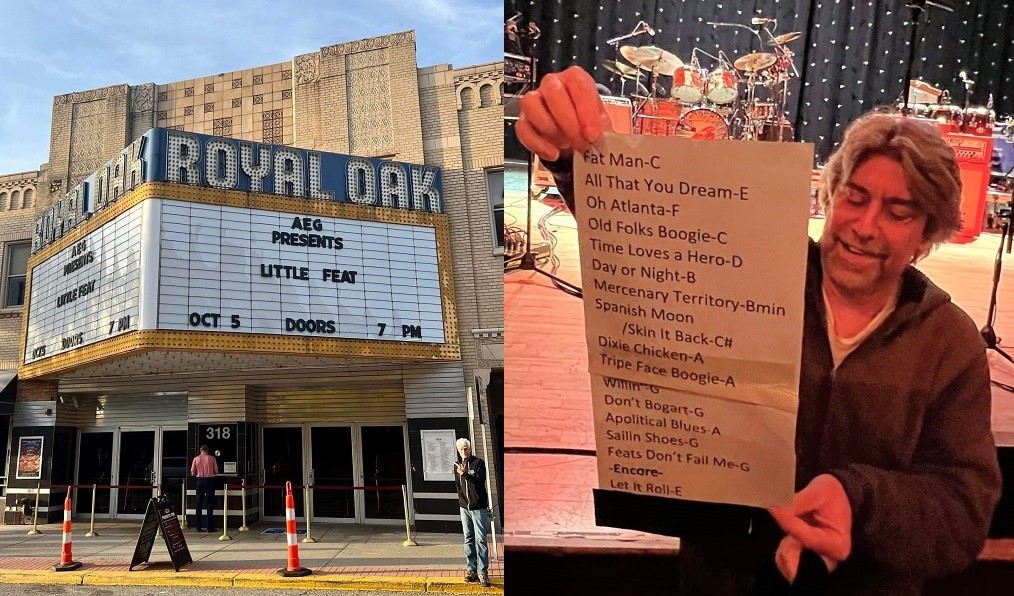 ROYAL OAK
ROYAL OAK
AEG
PRESENTS
LITTLE FEAT
DOORS 7 PM
AEG
PRESENTS
LITTLE FEAT
OCT 5 DOORS 7 PM
318
Fat Man-C
All That You Dream-E
Oh Atlanta-F
Old Folks Boogie-C
Time Loves a Hero-D
Day or Night-B
Mercenary Territory-Bmin
Spanish Moon
/Skin It Back-C#
Dixie Chicken-A
Tripe Face Boogie-A
Willin'-G
Don't Bogart-G
Apolitical Blues-A
Sailin Shoes-G
Feats Don't Fail Me-G
-Encore-
Let It Roll-E